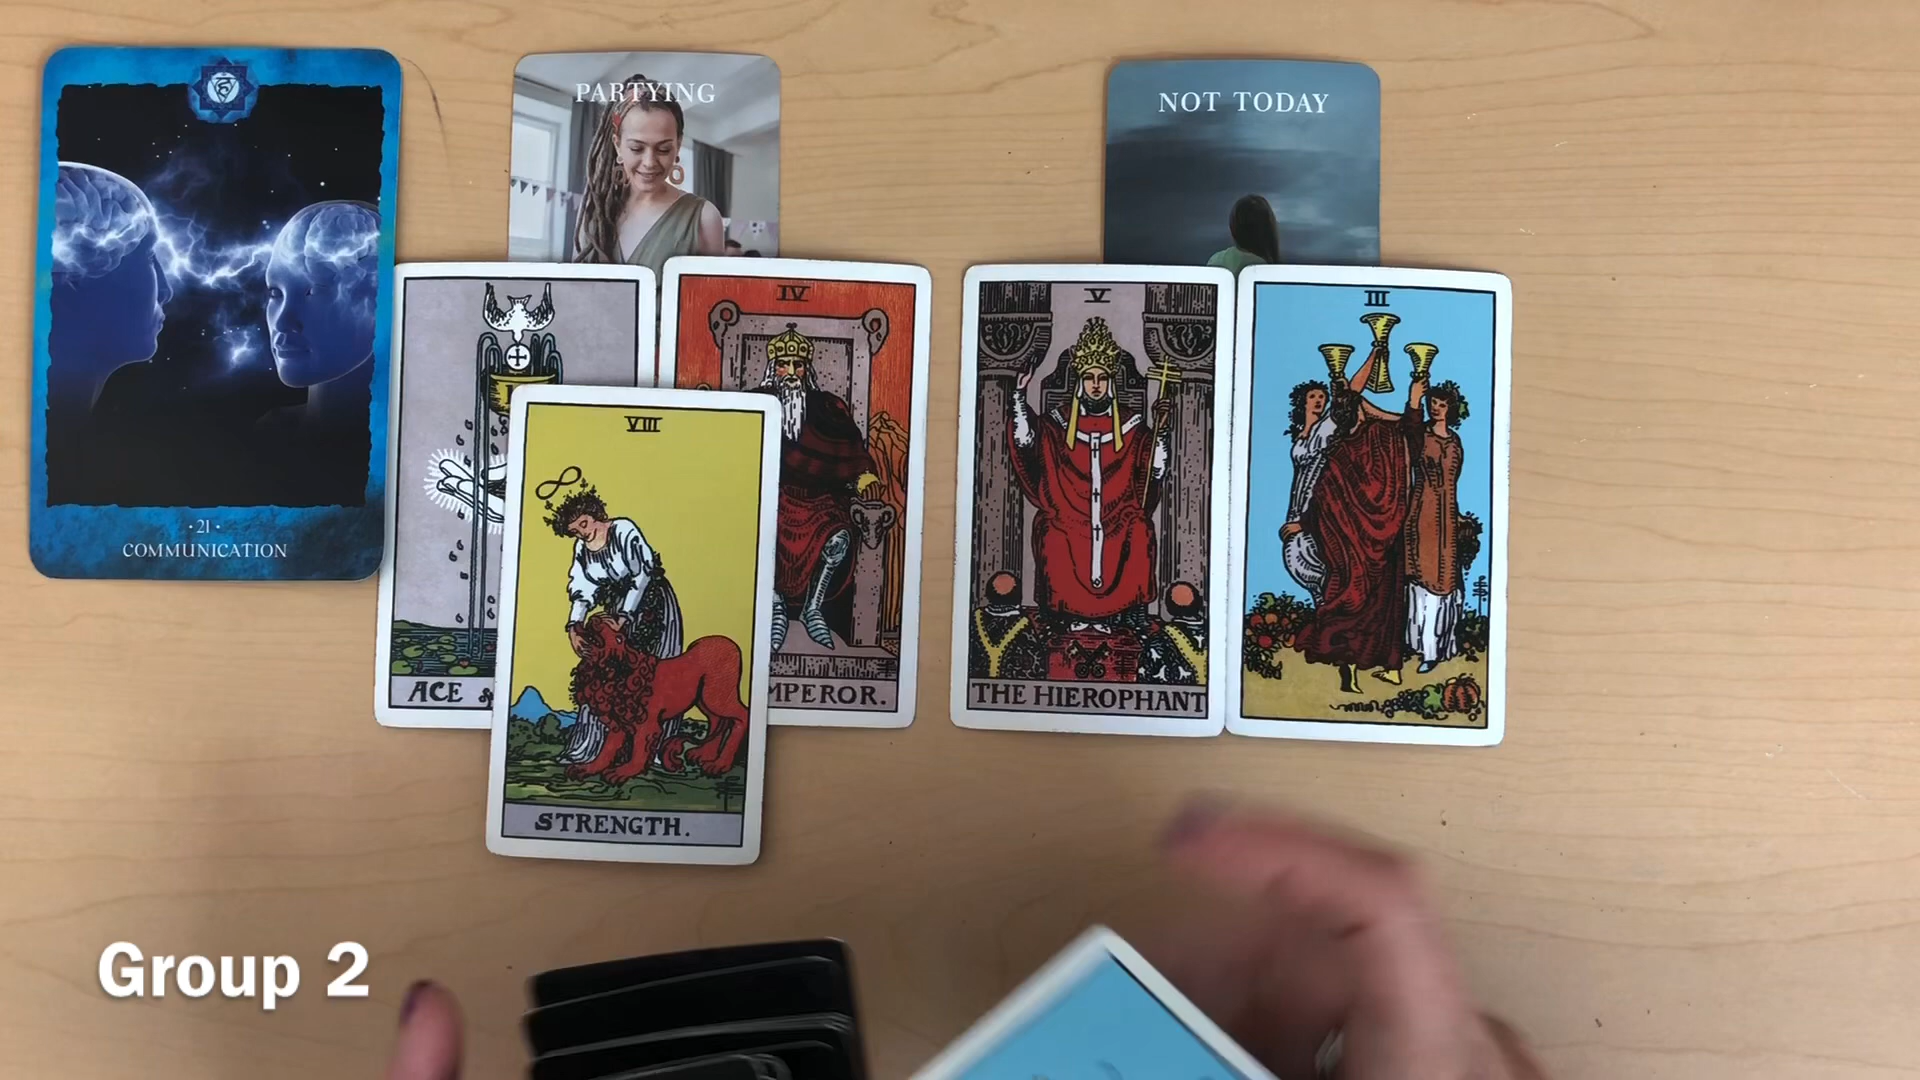 PARTYING
NOT TODAY
· 21 ·
COMMUNICATION
ACE
IV
MPEROR.
V
THE HIEROPHANT
III
VIII
STRENGTH.
Group 2